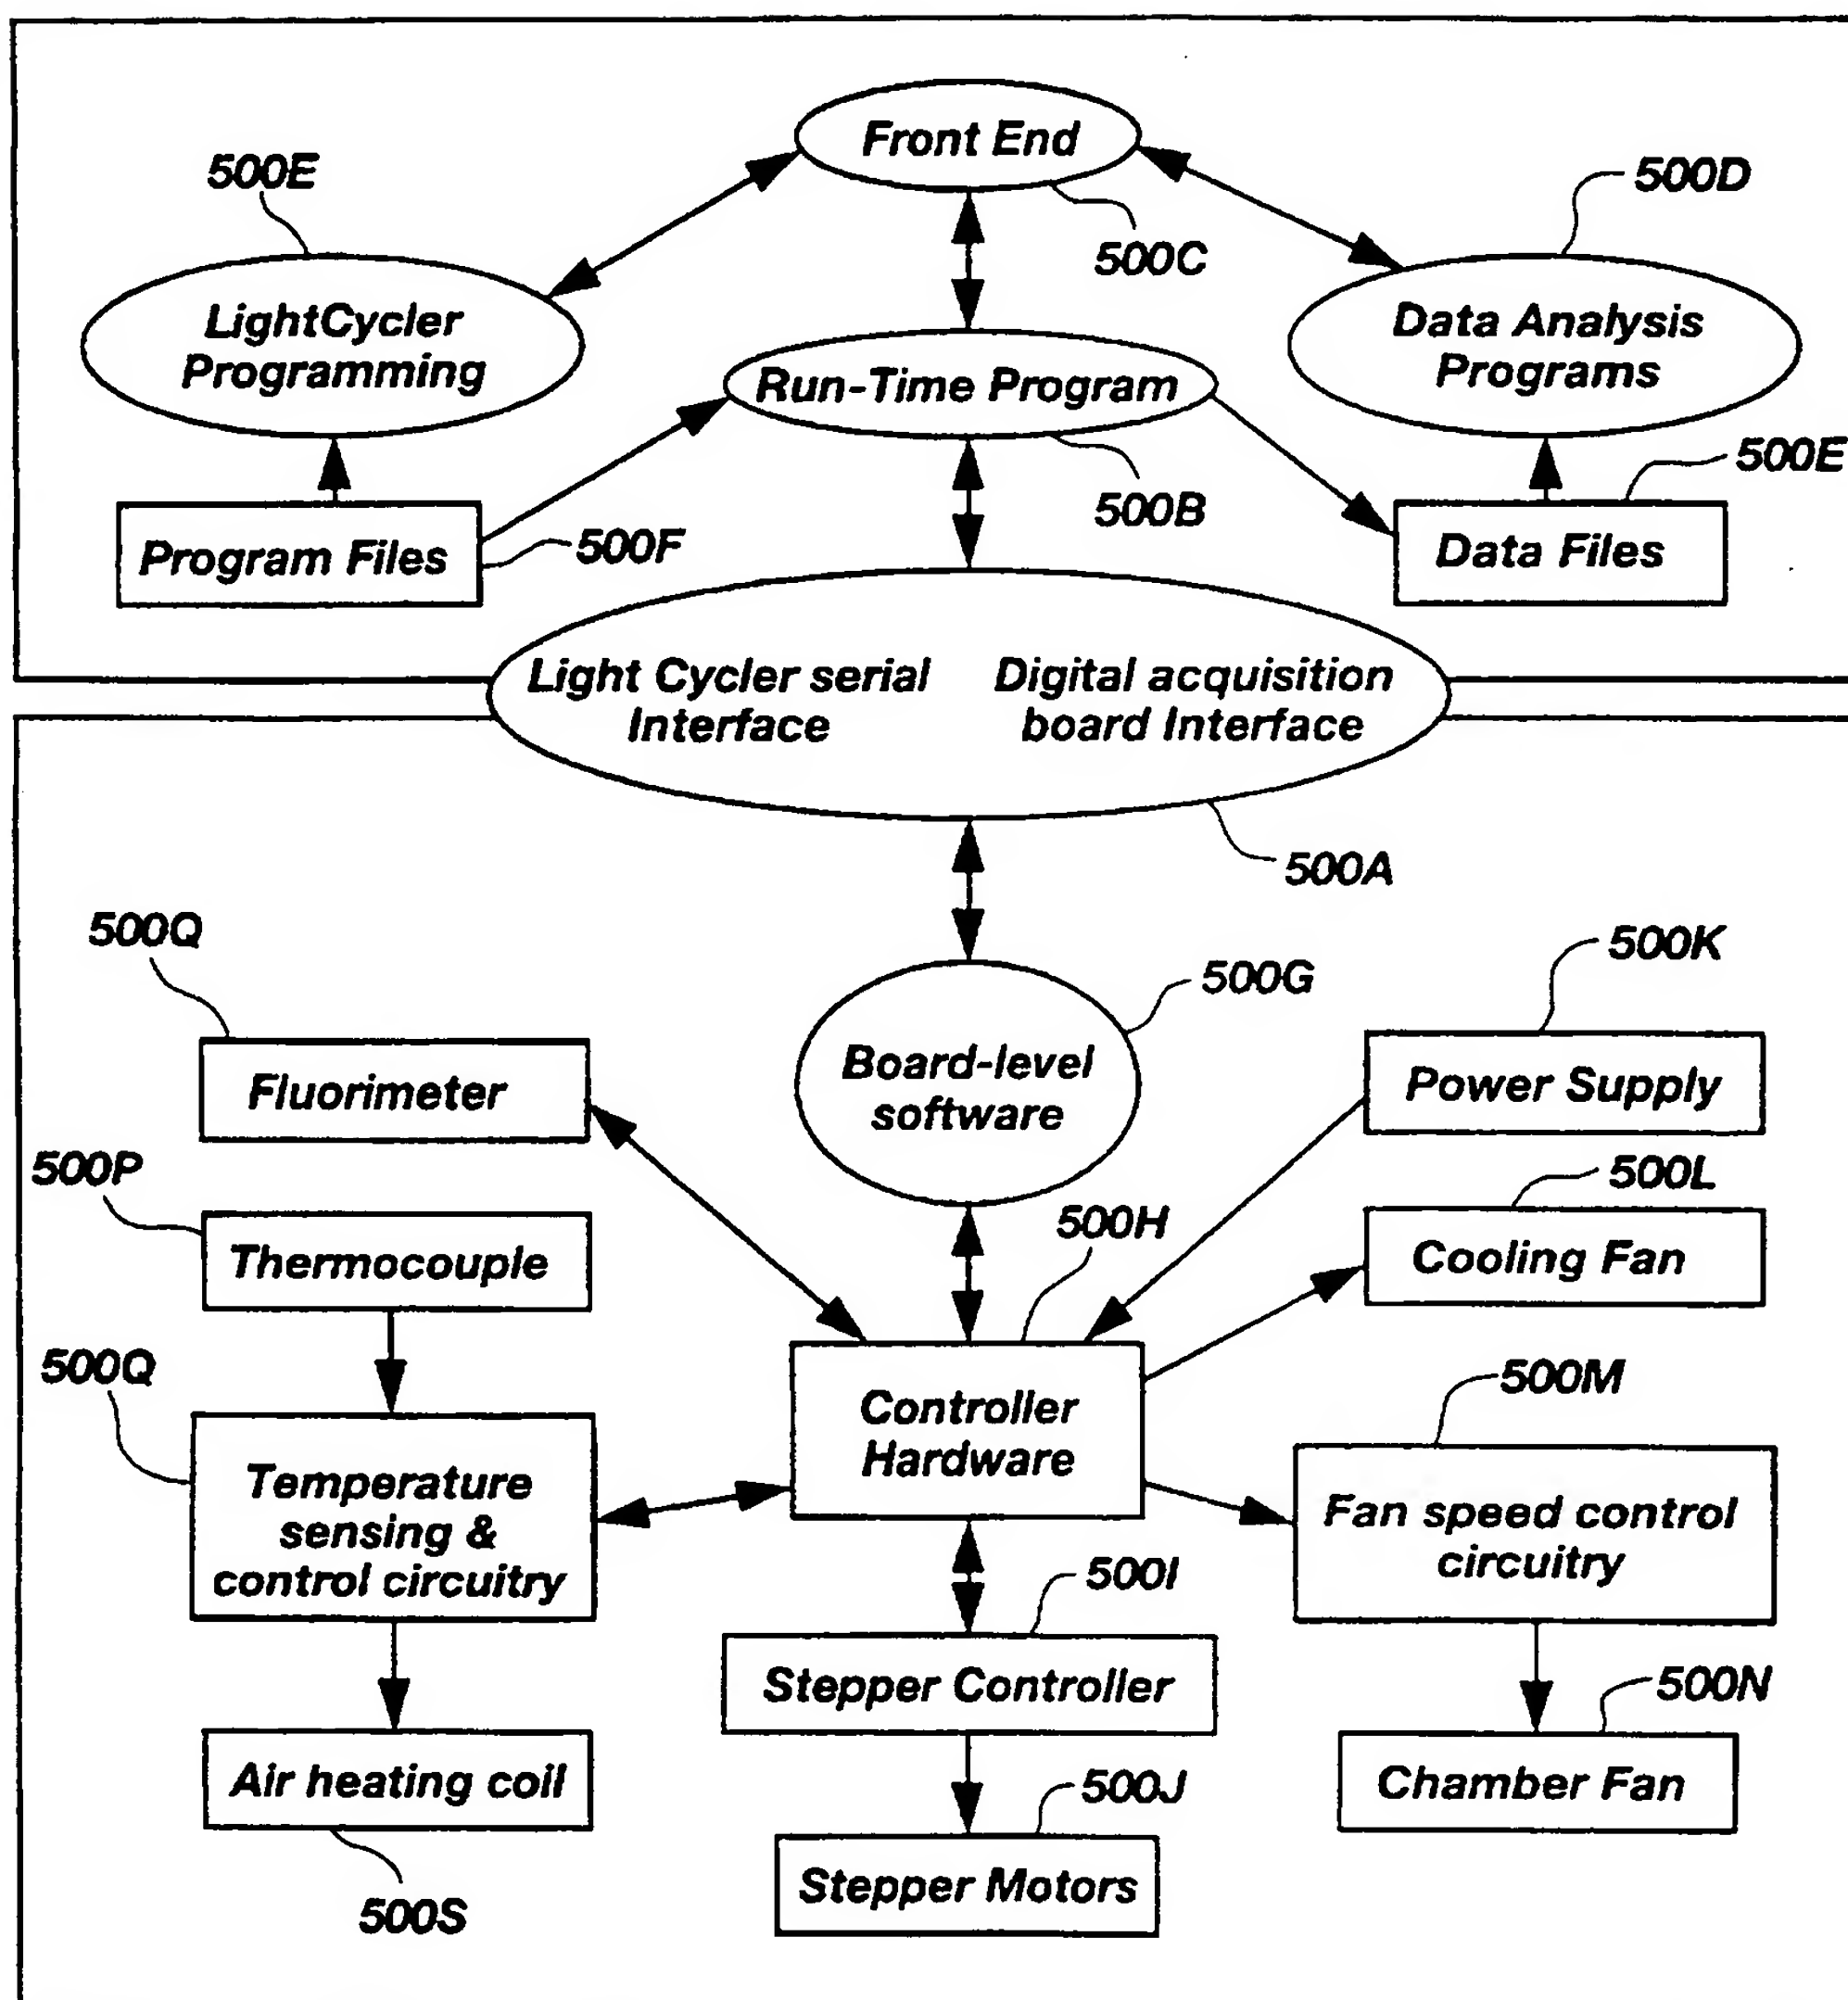 Front End
500E
500D
500C
LightCycler
Programming
Data Analysis
Programs
Run-Time Program
500E
500B
Program Files
500F
Data Files
Light Cycler serial
Interface
Digital acquisition
board Interface
500A
500Q
500K
500G
Fluorimeter
Board-level
software
Power Supply
500P
500L
500H
Thermocouple
Cooling Fan
500Q
500M
Controller
Hardware
Temperature
sensing &
control circuitry
Fan speed control
circuitry
500I
Stepper Controller
500N
Air heating coil
500J
Chamber Fan
Stepper Motors
500S